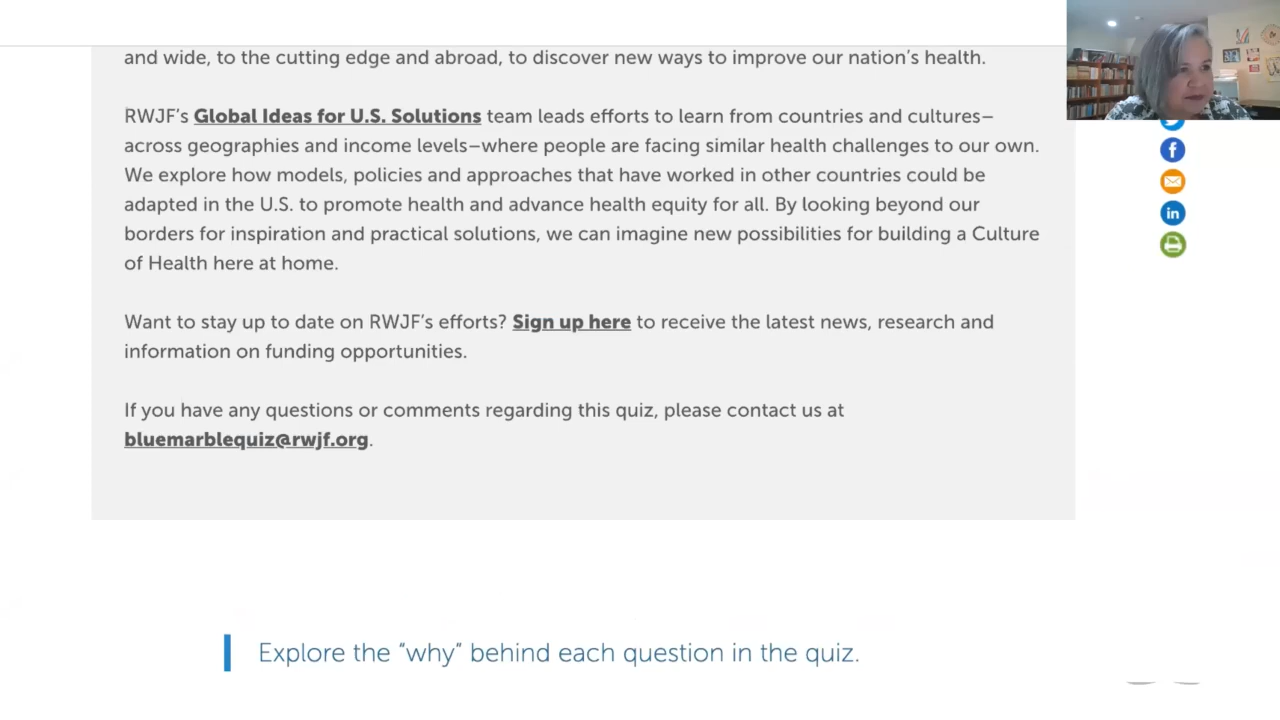 and wide, to the cutting edge and abroad, to discover new ways to improve our nation’s health.
RWJF’s Global Ideas for U.S. Solutions team leads efforts to learn from countries and cultures–
across geographies and income levels–where people are facing similar health challenges to our own.
We explore how models, policies and approaches that have worked in other countries could be
adapted in the U.S. to promote health and advance health equity for all. By looking beyond our
borders for inspiration and practical solutions, we can imagine new possibilities for building a Culture
of Health here at home.
Want to stay up to date on RWJF’s efforts? Sign up here to receive the latest news, research and
information on funding opportunities.
If you have any questions or comments regarding this quiz, please contact us at
bluemarblequiz@rwjf.org.
Explore the “why” behind each question in the quiz.